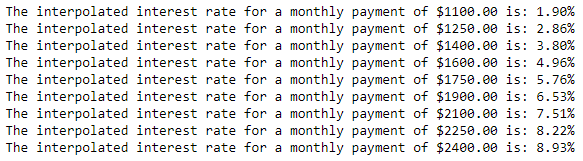 The interpolated interest rate for a monthly payment of $1100.00 is: 1.90%
The interpolated interest rate for a monthly payment of $1250.00 is: 2.86%
The interpolated interest rate for a monthly payment of $1400.00 is: 3.80%
The interpolated interest rate for a monthly payment of $1600.00 is: 4.96%
The interpolated interest rate for a monthly payment of $1750.00 is: 5.76%
The interpolated interest rate for a monthly payment of $1900.00 is: 6.53%
The interpolated interest rate for a monthly payment of $2100.00 is: 7.51%
The interpolated interest rate for a monthly payment of $2250.00 is: 8.22%
The interpolated interest rate for a monthly payment of $2400.00 is: 8.93%